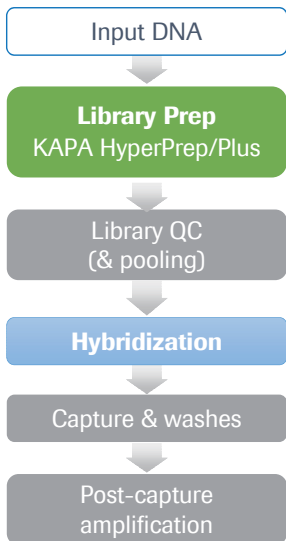 Input DNA
Library Prep
KAPA HyperPrep/Plus
Library QC
(& pooling)
Hybridization
Capture & washes
Post-capture
amplification